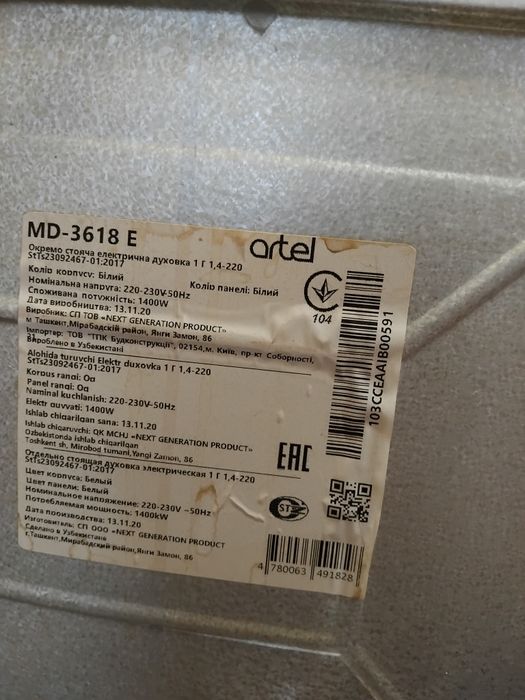 MD-3618 E
artel
Окремо стояча електрична духовка 1 Г 1,4-220
StTs23092467-01:2017
Колір корпусу: Білий
Колір панелі: Білий
Номінальна напруга: 220-230V-50Hz
Споживана потужність: 1400W
Дата виробництва: 13.11.20
Виробник: СП ТОВ «NEXT GENERATION PRODUCT»
м Ташкент,Мирабадский район, Янги Замон, 86
Імпортер: ТОВ "ТПК Будконструкції", 02154,м. Київ, пр-кт Соборності,
Вироблено в Узбекистані
104
103CCEAAIB00591
Alohida turuvchi Elektr duxovka 1 Г 1,4-220
StTs23092467-01:2017
Korpus rangi: Oq
Panel rangi: Oq
Naminal kuchlanish: 220-230V-50Hz
Elektr quvvati: 1400W
Ishlab chiqarilgan sana: 13.11.20
Ishlab chiqaruvchi: QK MCHJ «NEXT GENERATION PRODUCT»
Ozbekistonda ishlab chiqarilgan
Toshkent sh, Mirobod tumani,Yangi Zamon, 86
EAC
Отдельно стоящая духовка электрическая 1 Г 1,4-220
StTs23092467-01:2017
Цвет корпуса: Белый
Цвет панели: Белый
Номинальное напряжение: 220-230V ~50Hz
Потребляемая мощность: 1400kW
Дата производства: 13.11.20
Изготовитель: СП ООО «NEXT GENERATION PRODUCT
Сделано в Узбекистане
г,Ташкент,Мирабадский район,Янги Замон, 86
ST
4 780063 491828